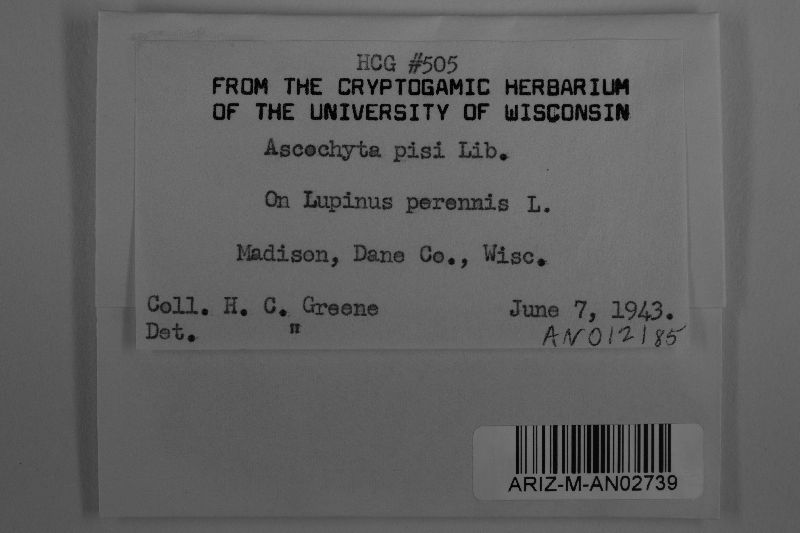 HCG #505
FROM THE CRYPTOGAMIC HERBARIUM
OF THE UNIVERSITY OF WISCONSIN
Ascochyta pisi Lib.
On Lupinus perennis L.
Madison, Dane Co., Wisc.
Coll. H. C. Greene June 7, 1943.
Det. " AN012185
ARIZ-M-AN02739